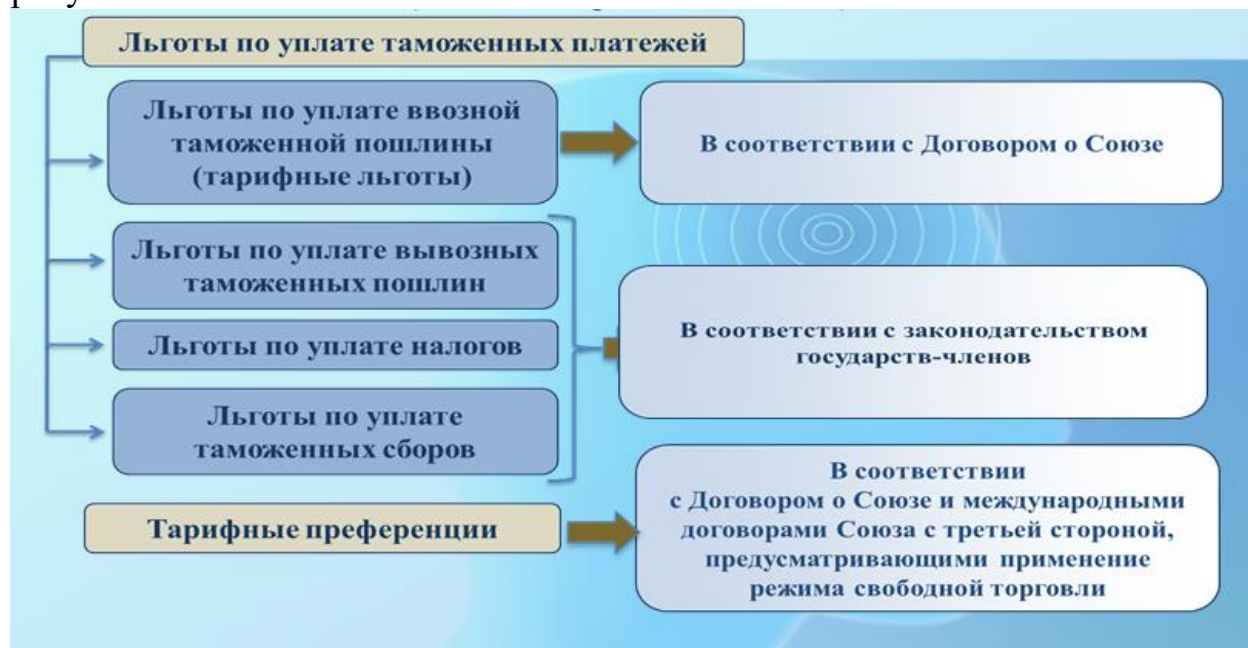 Льготы по уплате таможенных платежей
Льготы по уплате ввозной
таможенной пошлины
(тарифные льготы)
В соответствии с Договором о Союзе
Льготы по уплате вывозных
таможенных пошлин
Льготы по уплате налогов
Льготы по уплате
таможенных сборов
В соответствии с законодательством
государств-членов
Тарифные преференции
В соответствии
с Договором о Союзе и международными
договорами Союза с третьей стороной,
предусматривающими применение
режима свободной торговли